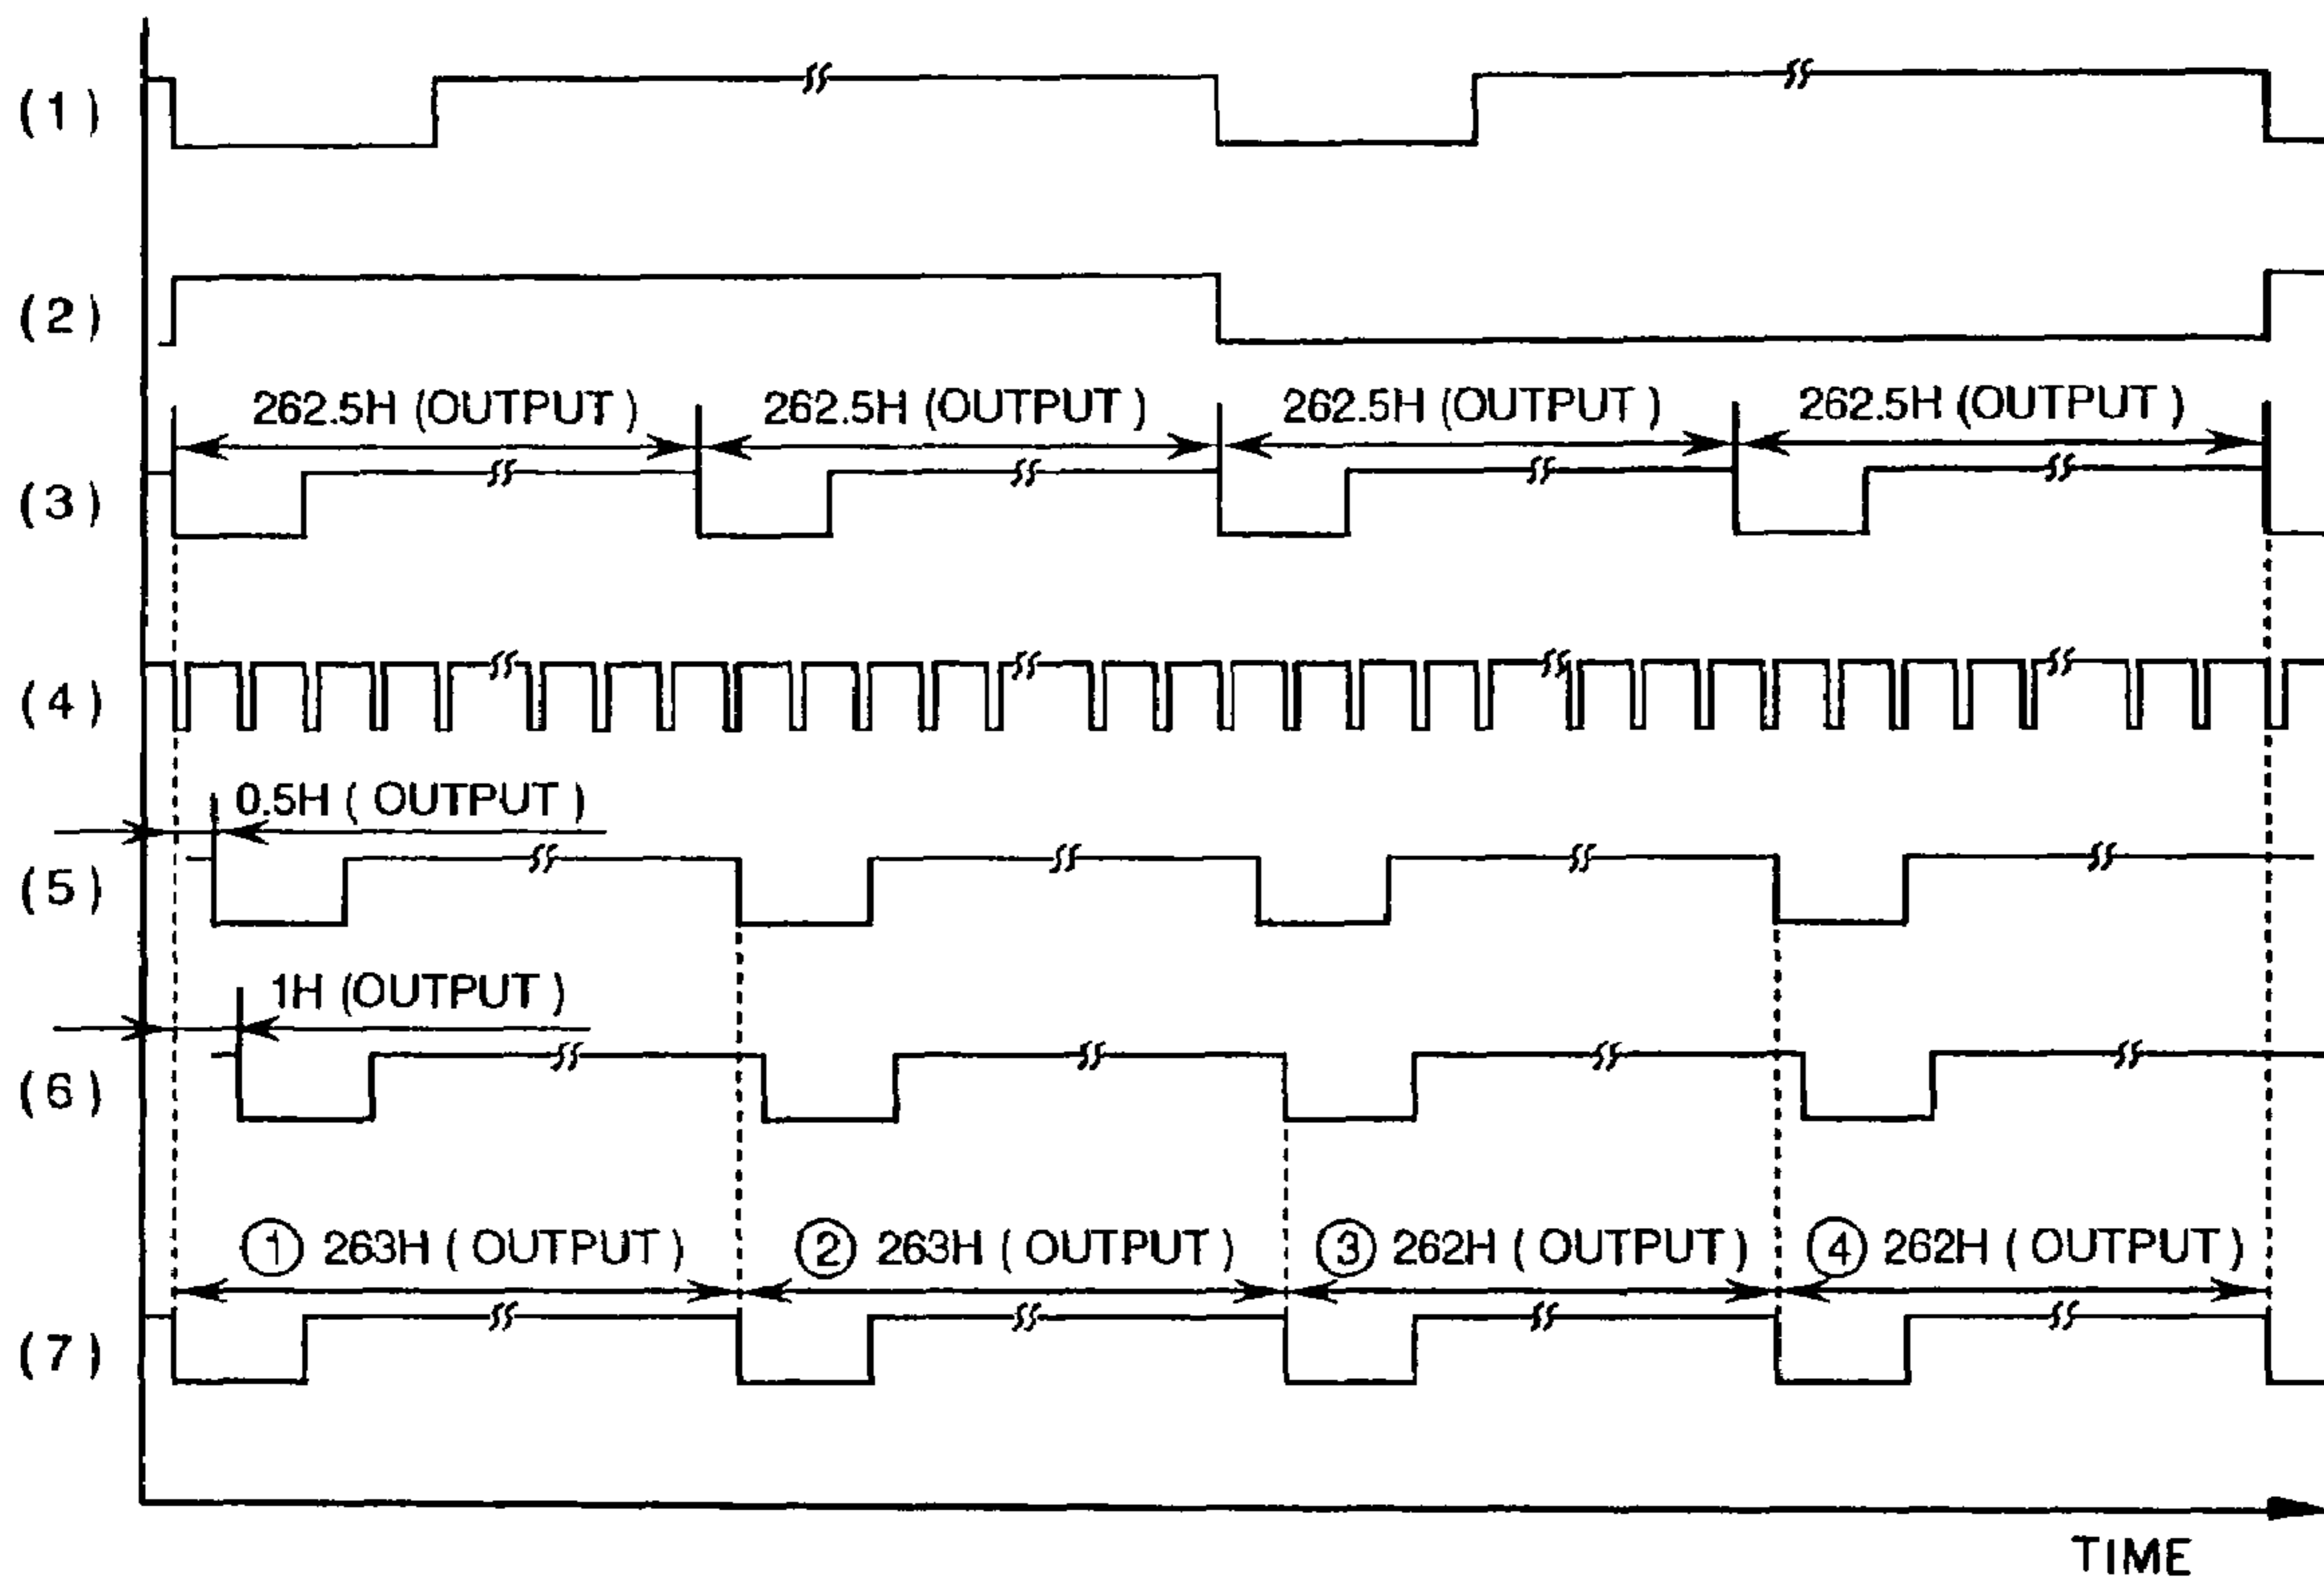 (1)
(2)
262.5H (OUTPUT) 262.5H (OUTPUT) 262.5H (OUTPUT) 262.5H (OUTPUT)
(3)
(4)
0.5H ( OUTPUT )
(5)
1H (OUTPUT)
(6)
① 263H ( OUTPUT ) ② 263H ( OUTPUT ) ③ 262H ( OUTPUT ) ④ 262H ( OUTPUT )
(7)
TIME